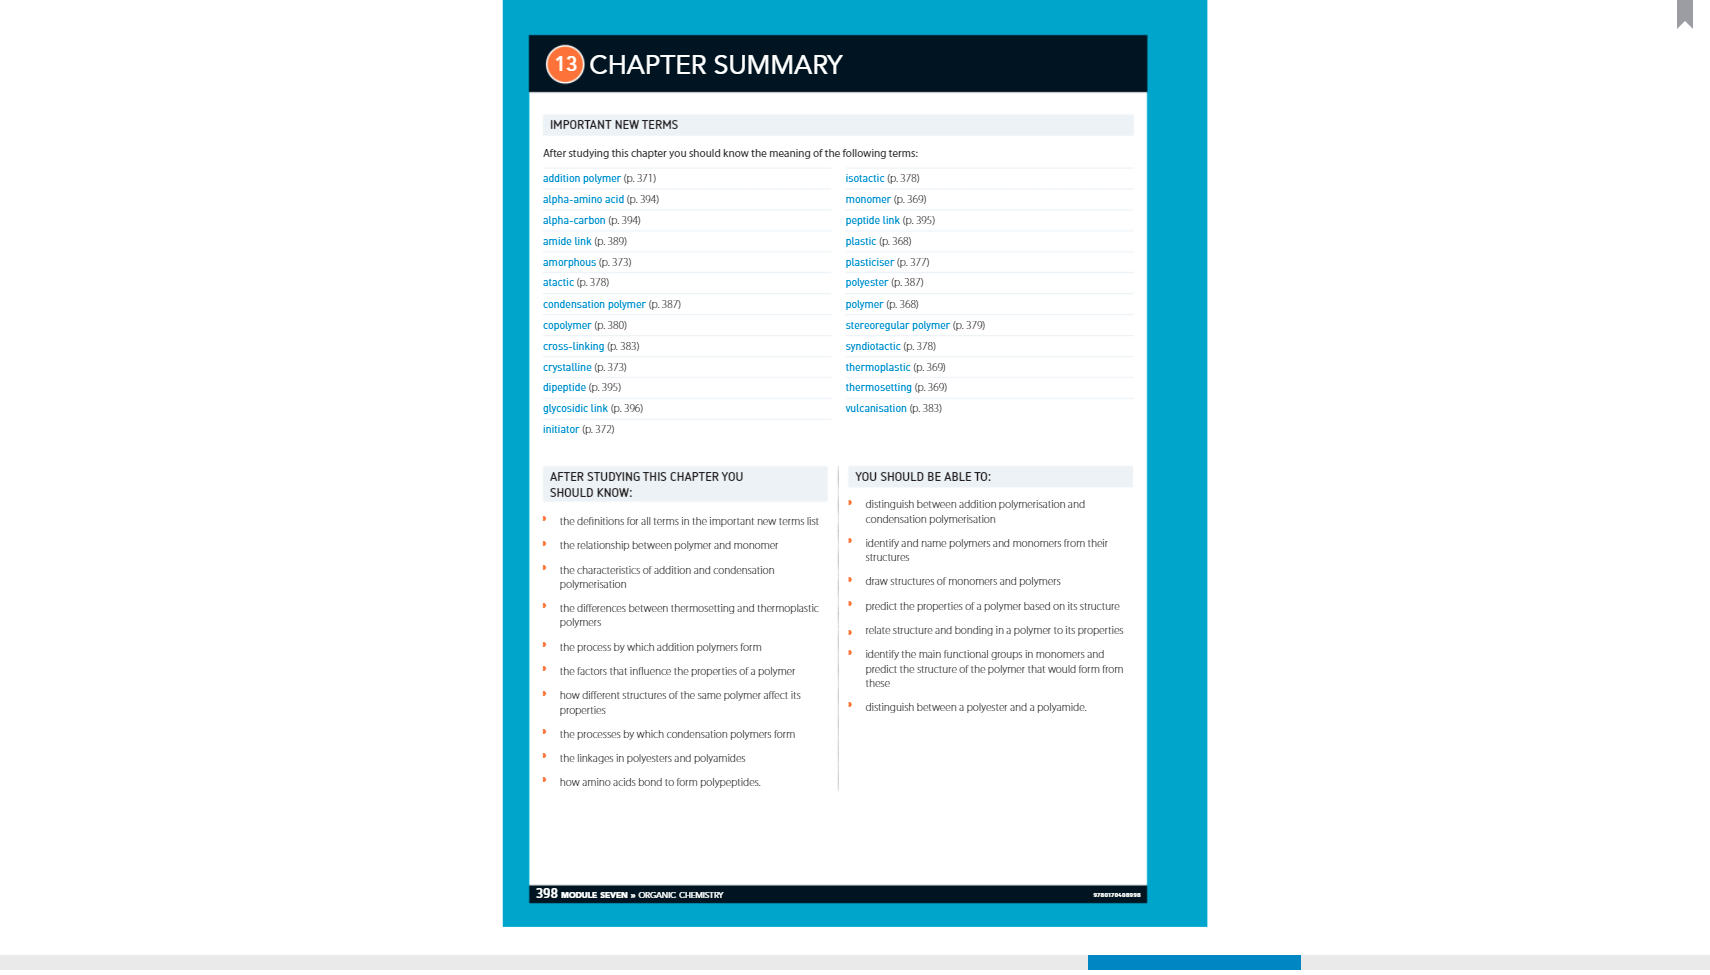 13 CHAPTER SUMMARY
IMPORTANT NEW TERMS
After studying this chapter you should know the meaning of the following terms:
addition polymer (p. 371)
alpha-amino acid (p. 394)
alpha-carbon (p. 394)
amide link (p. 389)
amorphous (p. 373)
atactic (p. 378)
condensation polymer (p. 387)
copolymer (p. 380)
cross-linking (p. 383)
crystalline (p. 373)
dipeptide (p. 395)
glycosidic link (p. 396)
initiator (p. 372)
isotactic (p. 378)
monomer (p. 369)
peptide link (p. 395)
plastic (p. 368)
plasticiser (p. 377)
polyester (p. 387)
polymer (p. 368)
stereoregular polymer (p. 379)
syndiotactic (p. 378)
thermoplastic (p. 369)
thermosetting (p. 369)
vulcanisation (p. 383)
AFTER STUDYING THIS CHAPTER YOU
SHOULD KNOW:
the definitions for all terms in the important new terms list
the relationship between polymer and monomer
the characteristics of addition and condensation
polymerisation
the differences between thermosetting and thermoplastic
polymers
the process by which addition polymers form
the factors that influence the properties of a polymer
how different structures of the same polymer affect its
properties
the processes by which condensation polymers form
the linkages in polyesters and polyamides
how amino acids bond to form polypeptides.
YOU SHOULD BE ABLE TO:
distinguish between addition polymerisation and
condensation polymerisation
identify and name polymers and monomers from their
structures
draw structures of monomers and polymers
predict the properties of a polymer based on its structure
relate structure and bonding in a polymer to its properties
identify the main functional groups in monomers and
predict the structure of the polymer that would form from
these
distinguish between a polyester and a polyamide.
398 MODULE SEVEN » ORGANIC CHEMISTRY
9780170408998